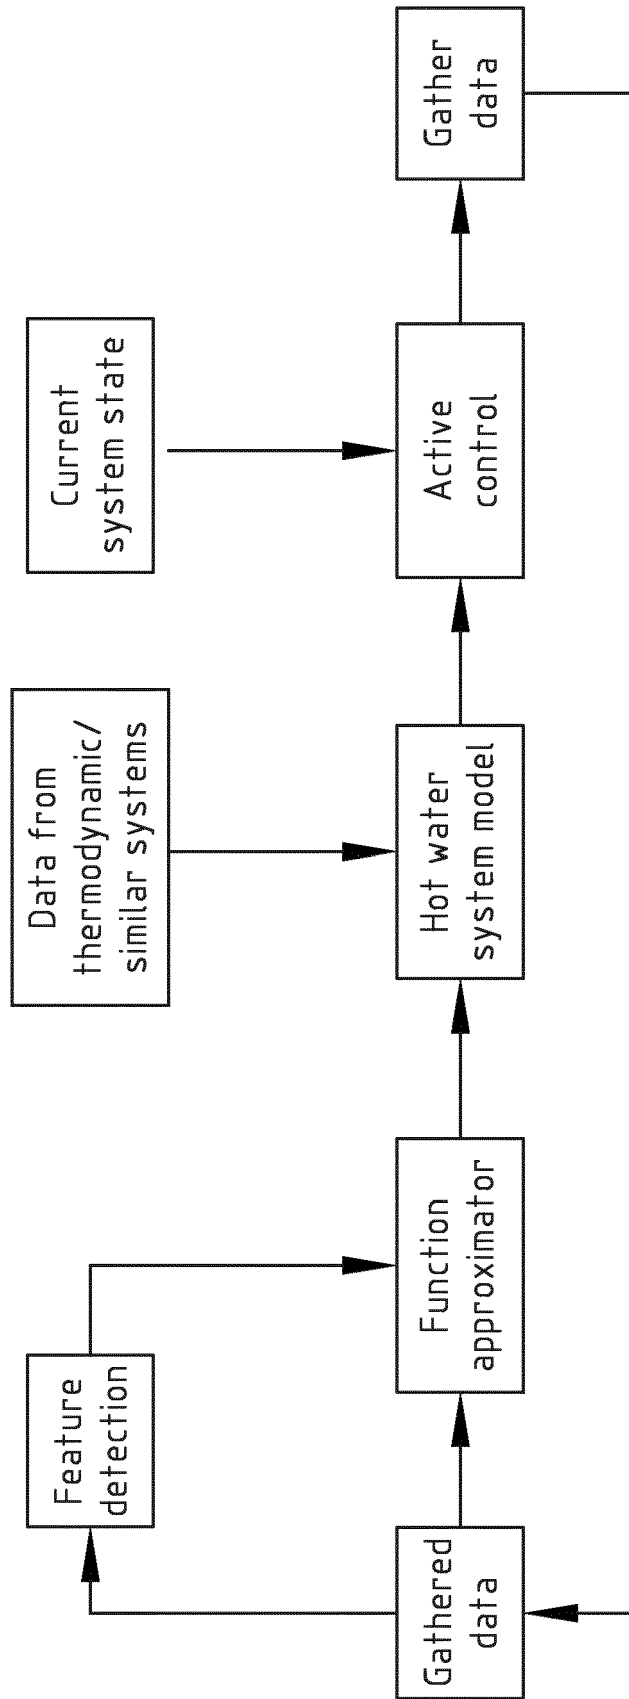 Feature
detection
Data from
thermodynamic/
similar systems
Current
system state
Gathered
data
Function
approximator
Hot water
system model
Active
control
Gather
data